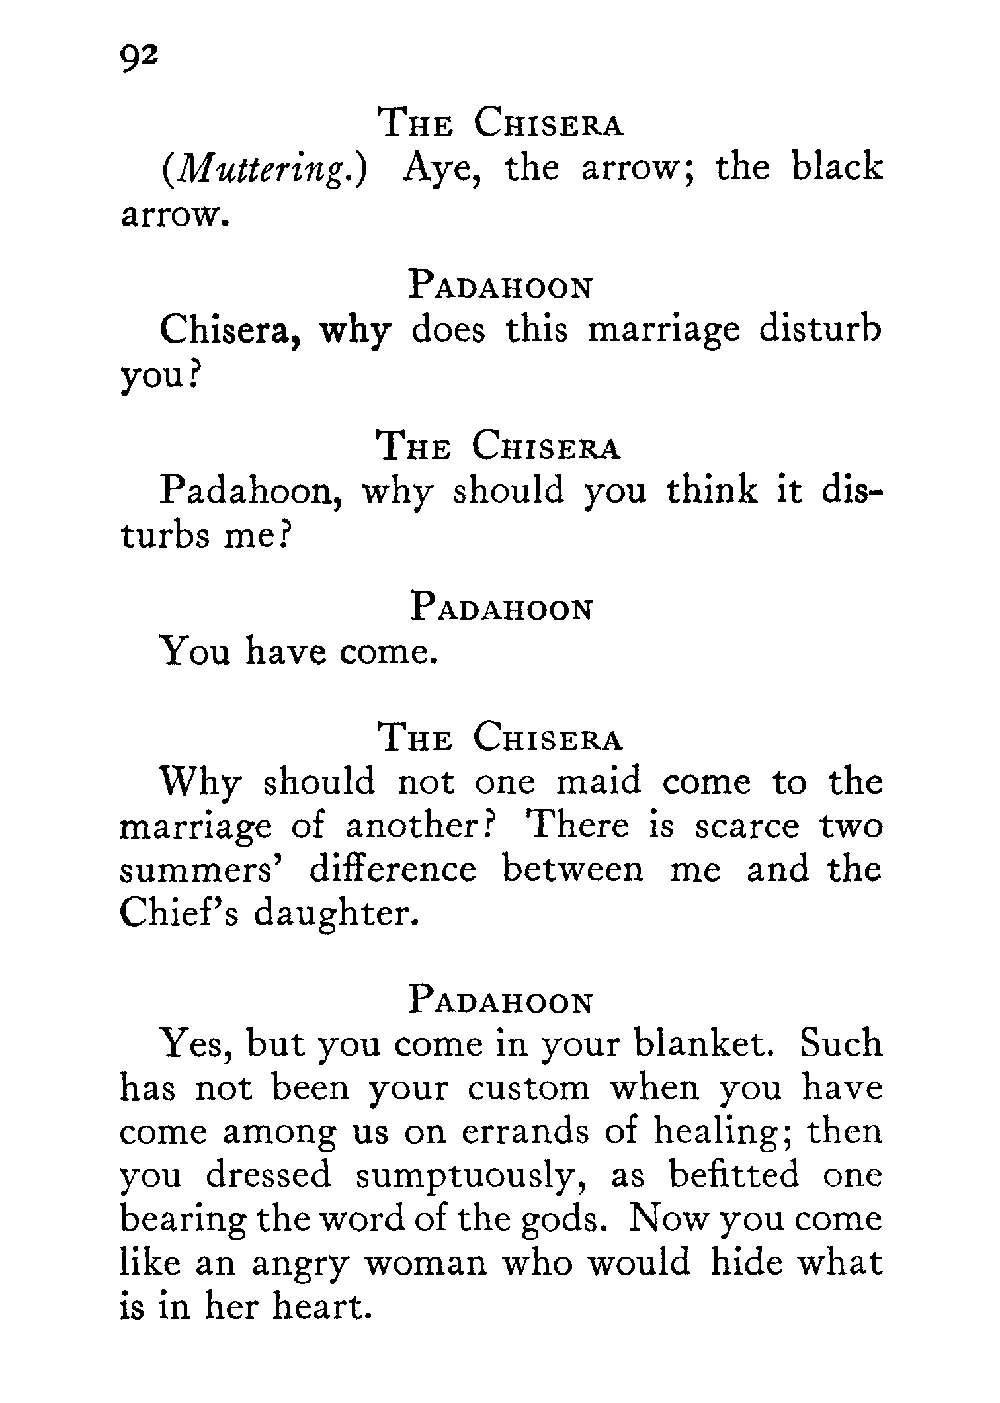 92
The Chisera
(Muttering.) Aye, the arrow; the black
arrow.
Padahoon
Chisera, why does this marriage disturb
you?
The Chisera
Padahoon, why should you think it dis-
turbs me?
Padahoon
You have come.
The Chisera
Why should not one maid come to the
marriage of another? There is scarce two
summers’ difference between me and the
Chief’s daughter.
Padahoon
Yes, but you come in your blanket. Such
has not been your custom when you have
come among us on errands of healing; then
you dressed sumptuously, as befitted one
bearing the word of the gods. Now you come
like an angry woman who would hide what
is in her heart.